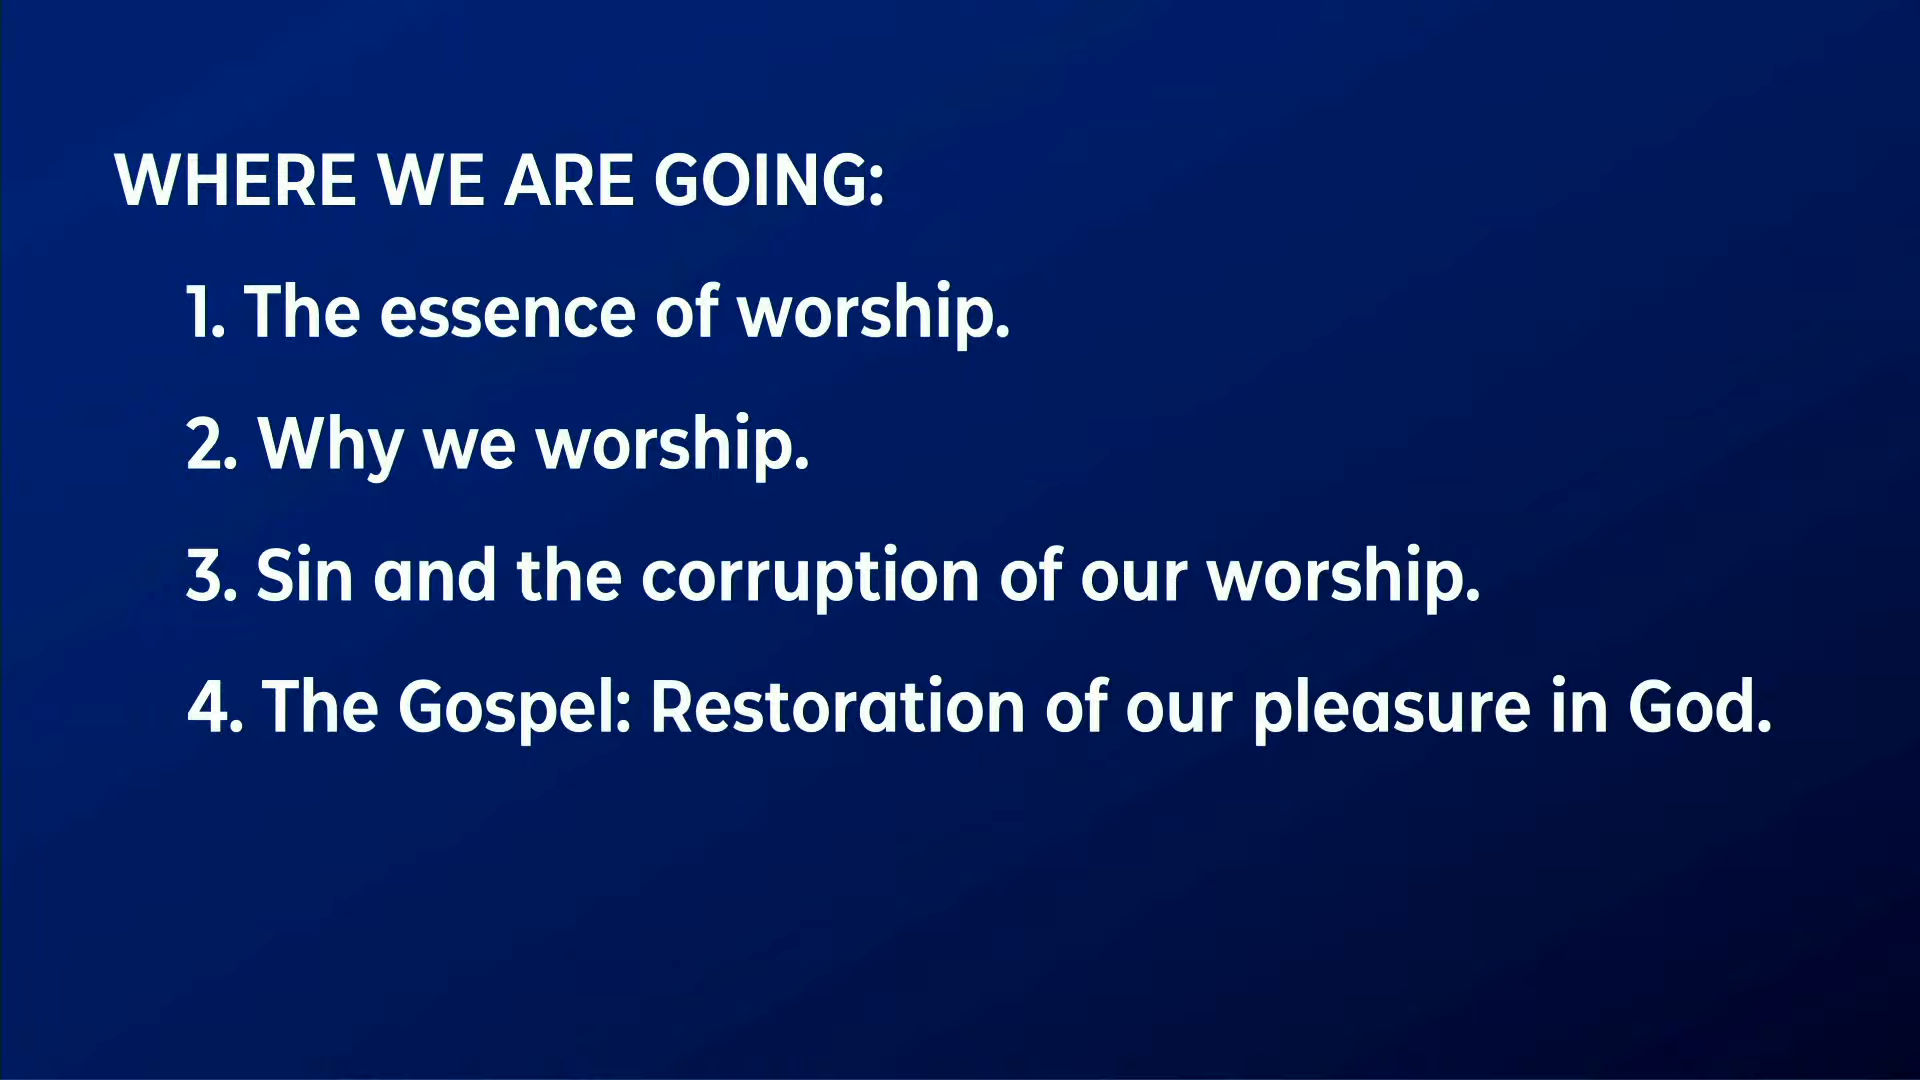 WHERE WE ARE GOING:
1. The essence of worship.
2. Why we worship.
3. Sin and the corruption of our worship.
4. The Gospel: Restoration of our pleasure in God.